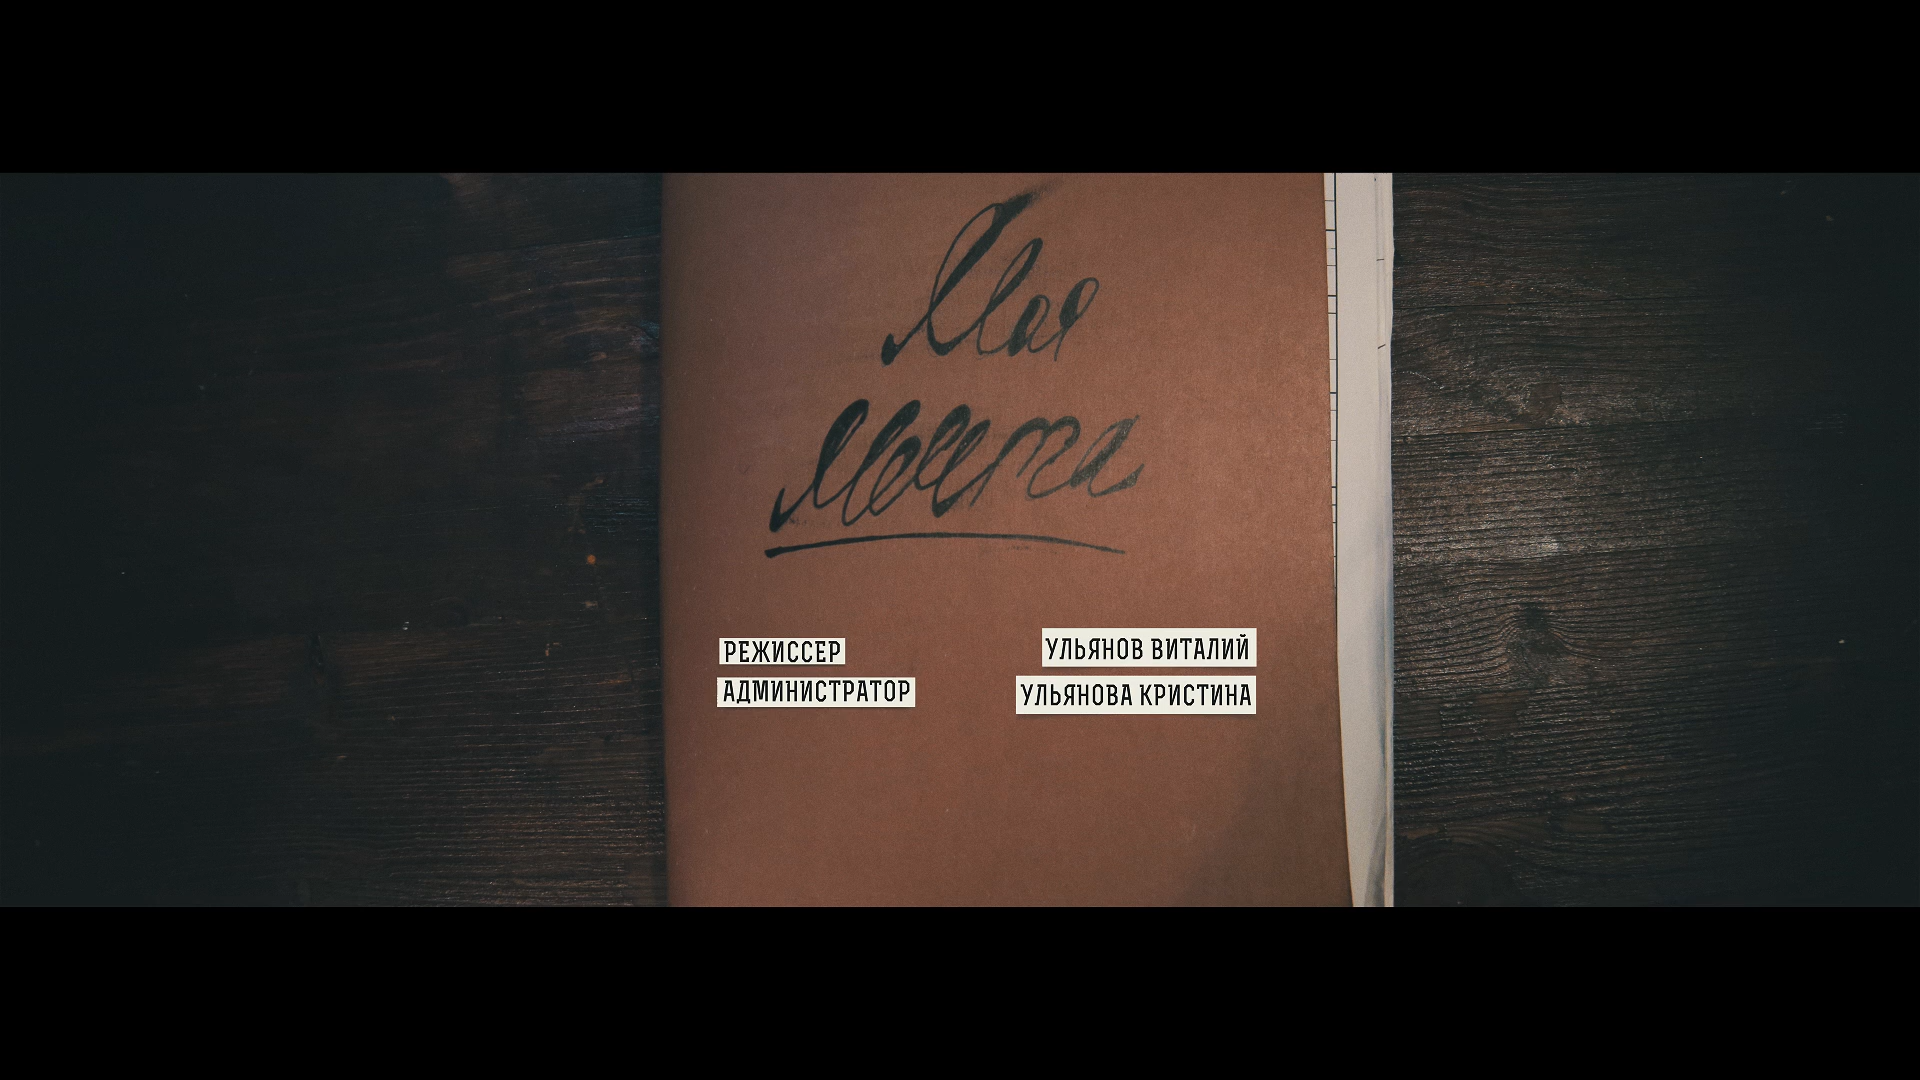 Моя
Мечта
РЕЖИССЕР УЛЬЯНОВ ВИТАЛИЙ
АДМИНИСТРАТОР УЛЬЯНОВА КРИСТИНА